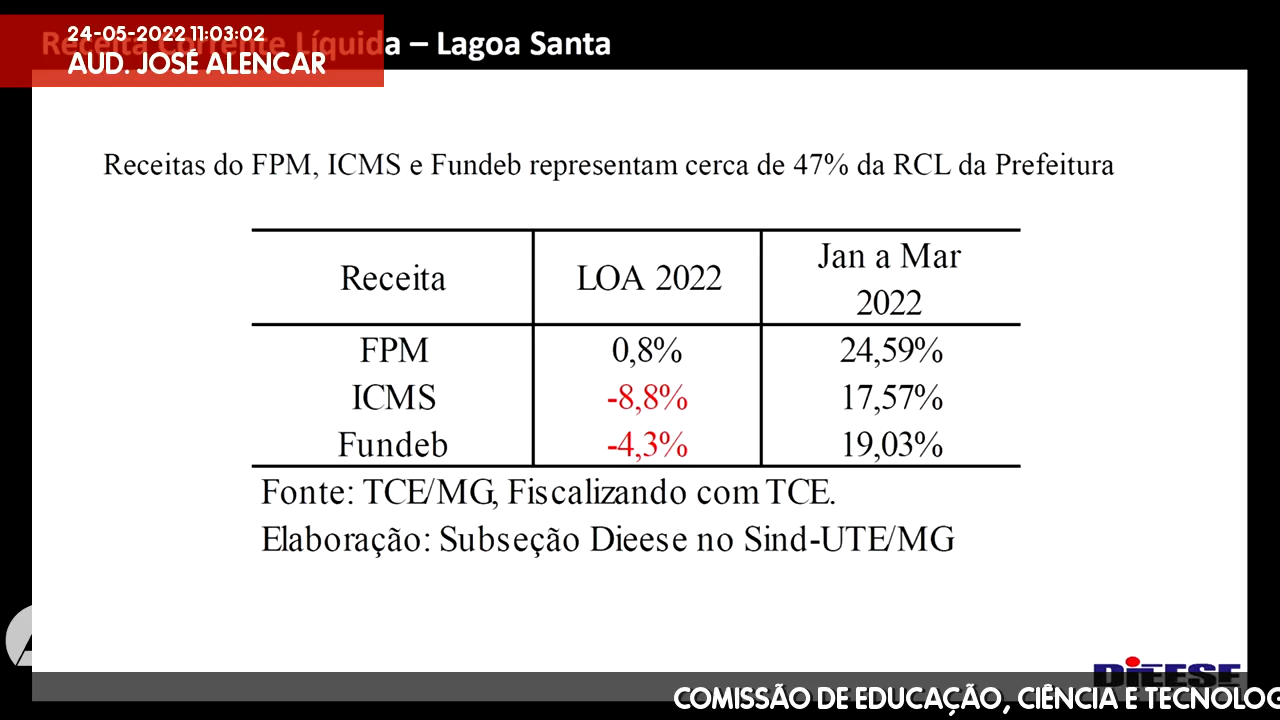 24-05-2022 11:03:02
Receita Corrente Líquida – Lagoa Santa
AUD. JOSÉ ALENCAR
Receitas do FPM, ICMS e Fundeb representam cerca de 47% da RCL da Prefeitura
Receita LOA 2022 Jan a Mar 2022
FPM 0,8% 24,59%
ICMS -8,8% 17,57%
Fundeb -4,3% 19,03%
Fonte: TCE/MG, Fiscalizando com TCE.
Elaboração: Subseção Dieese no Sind-UTE/MG
DIEESE
COMISSÃO DE EDUCAÇÃO, CIÊNCIA E TECNOLOG